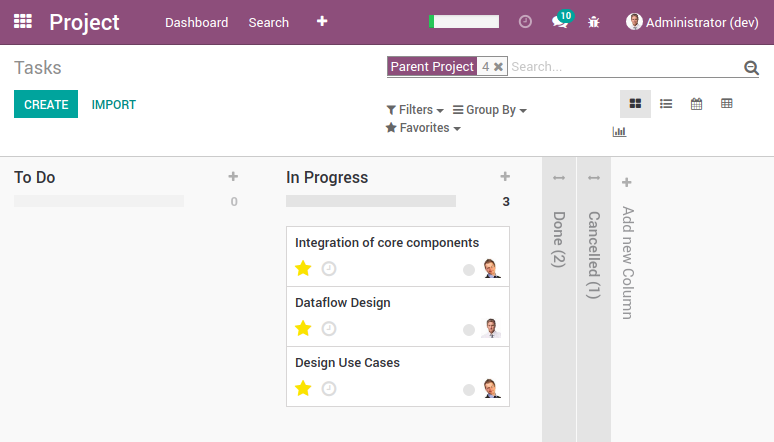 Project Dashboard Search 10 Administrator (dev)
Tasks
Parent Project 4 Search...
CREATE IMPORT
Filters Group By
Favorites
To Do
0
In Progress
3
Integration of core components
Dataflow Design
Design Use Cases
Done (2)
Cancelled (1)
Add new Column